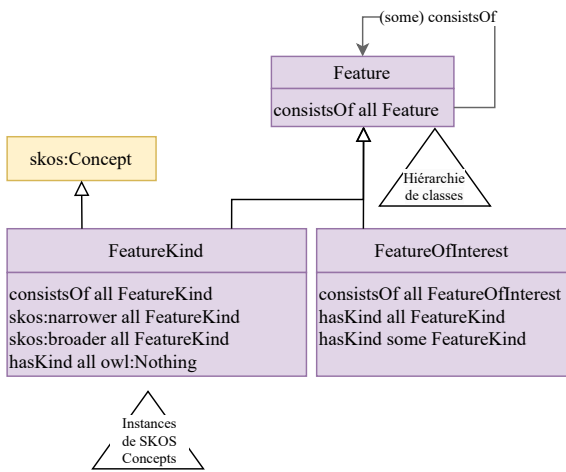 (some) consistsOf
Feature
consistsOf all Feature
skos:Concept
Hiérarchie
de classes
FeatureKind
consistsOf all FeatureKind
skos:narrower all FeatureKind
skos:broader all FeatureKind
hasKind all owl:Nothing
FeatureOfInterest
consistsOf all FeatureOfInterest
hasKind all FeatureKind
hasKind some FeatureKind
Instances
de SKOS
Concepts